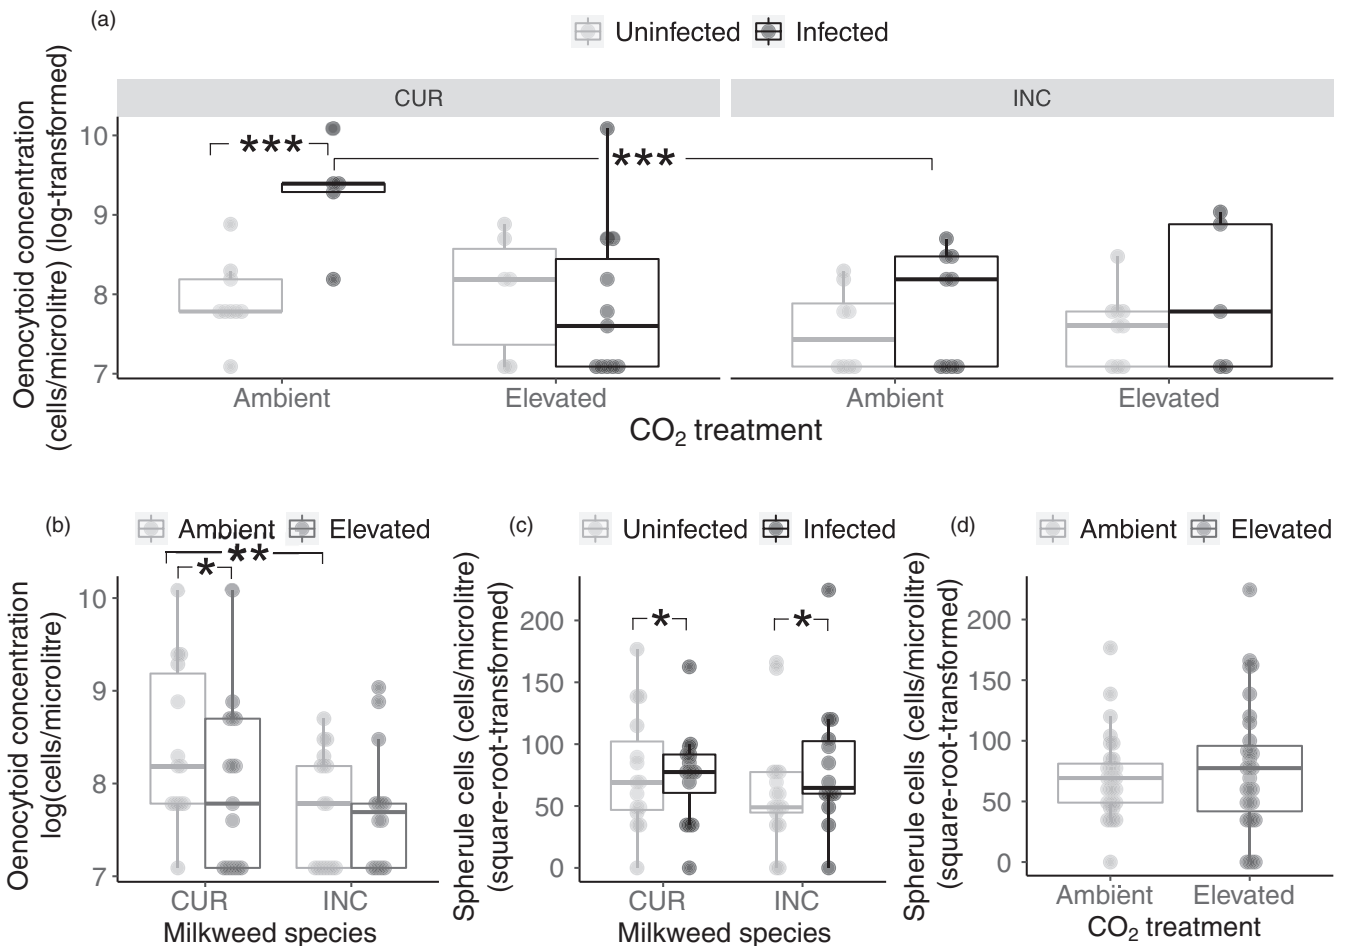 (a)
Uninfected Infected
Oenocytoid concentration
(cells/microlitre) (log-transformed)
CUR INC
10
9
8
7
***
***
Ambient Elevated Ambient Elevated
CO₂ treatment
(b)
Ambient Elevated
**
*
Oenocytoid concentration
log(cells/microlitre)
10
9
8
7
CUR INC
Milkweed species
(c)
Uninfected Infected
Spherule cells (cells/microlitre)
(square-root-transformed)
200
150
100
50
0
* *
CUR INC
Milkweed species
(d)
Ambient Elevated
Spherule cells (cells/microlitre)
(square-root-transformed)
200
150
100
50
0
Ambient Elevated
CO₂ treatment